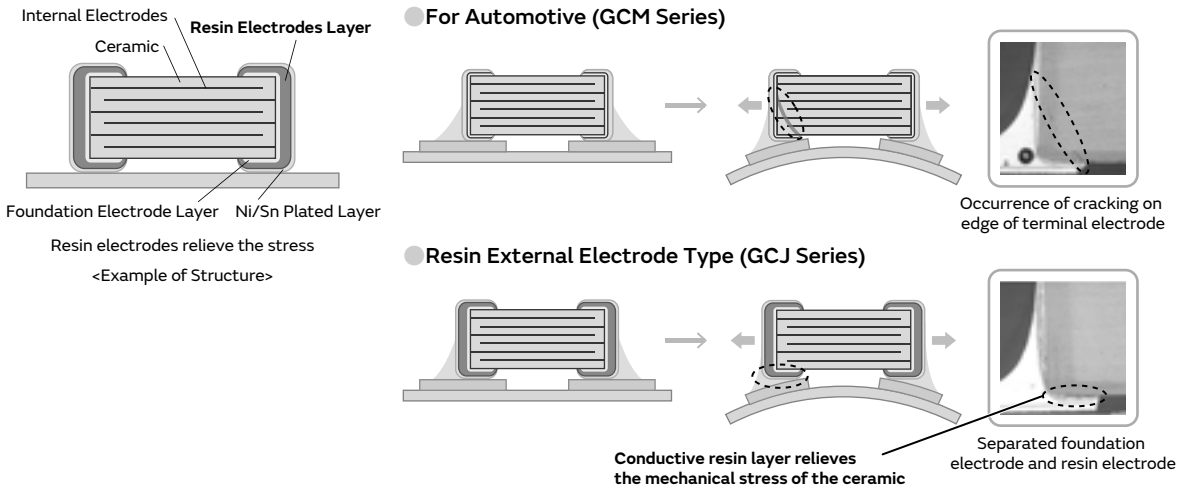 Internal Electrodes
Resin Electrodes Layer
Ceramic
Foundation Electrode Layer
Ni/Sn Plated Layer
Resin electrodes relieve the stress
<Example of Structure>
For Automotive (GCM Series)
Occurrence of cracking on
edge of terminal electrode
Resin External Electrode Type (GCJ Series)
Conductive resin layer relieves
the mechanical stress of the ceramic
Separated foundation
electrode and resin electrode